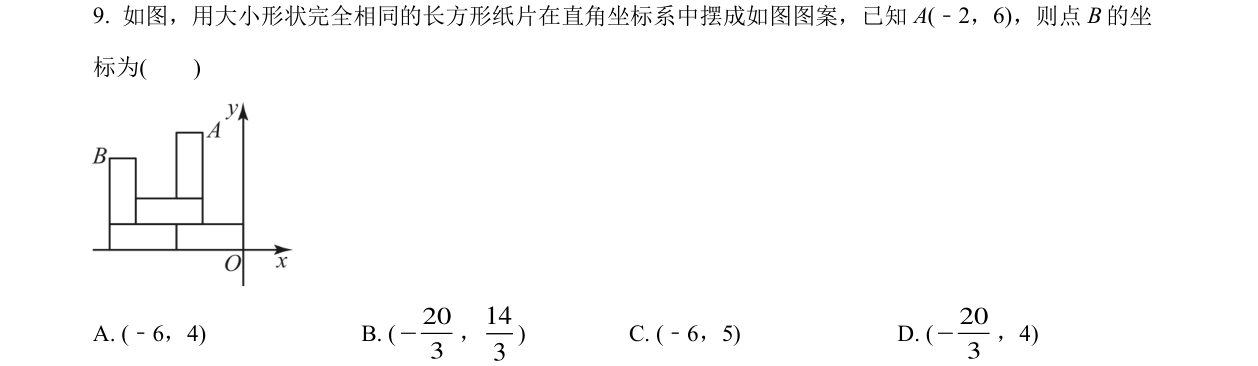 9. 如图，用大小形状完全相同的长方形纸片在直角坐标系中摆成如图图案，已知 A(﹣2，6)，则点 B 的坐
标为(　　)
y
A
B
O
x
A. (﹣6，4)　B. (−20/3，14/3)　C. (﹣6，5)　D. (−20/3，4)